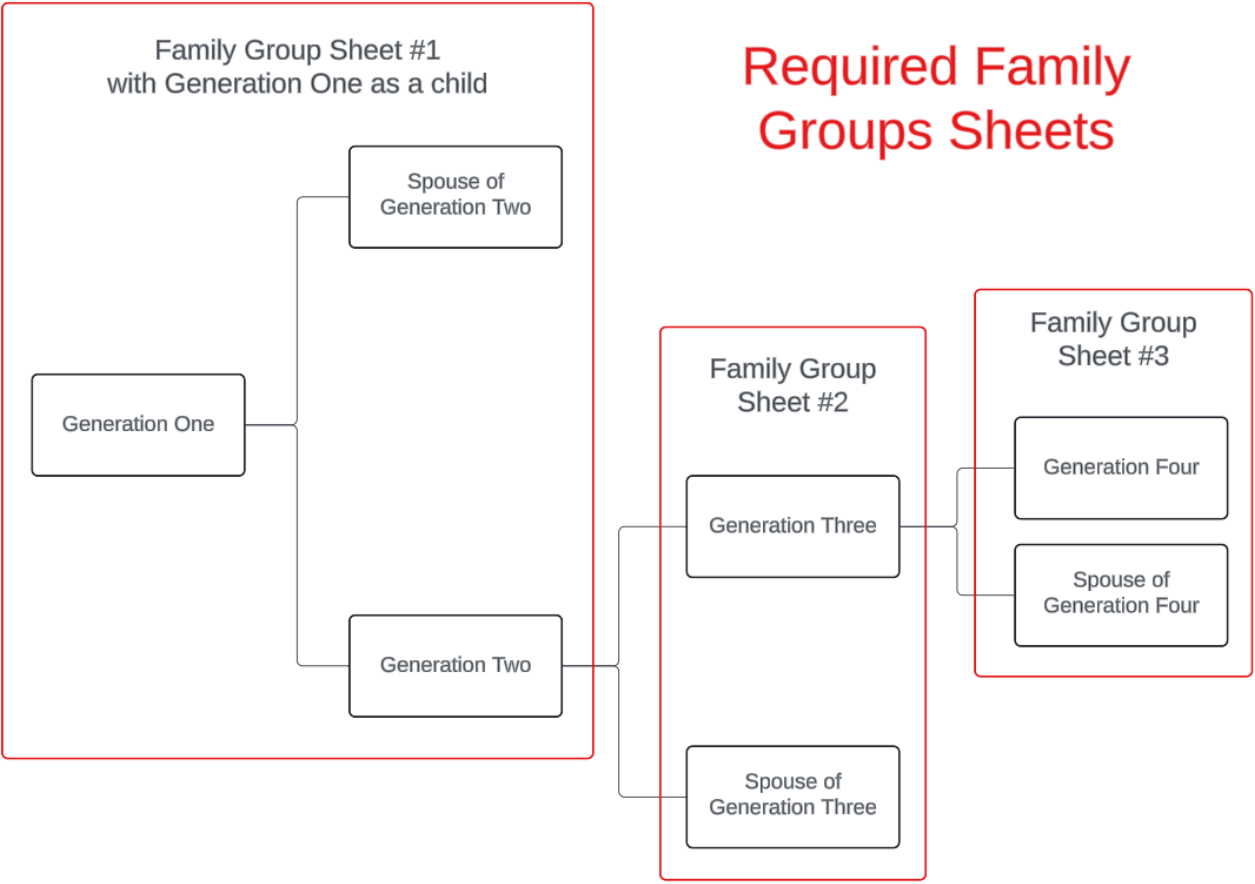 Family Group Sheet #1
with Generation One as a child
Required Family
Groups Sheets
Spouse of
Generation Two
Generation One
Generation Two
Family Group
Sheet #2
Generation Three
Spouse of
Generation Three
Family Group
Sheet #3
Generation Four
Spouse of
Generation Four